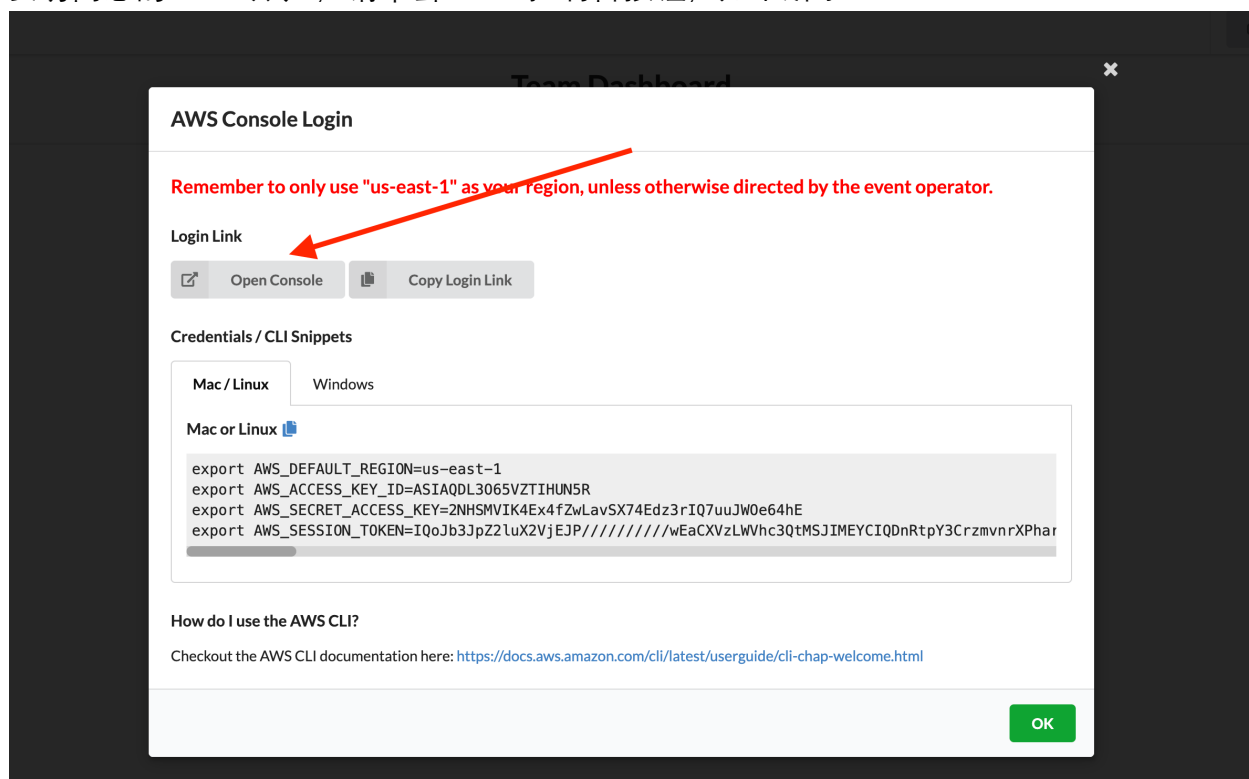 Team Dashboard
AWS Console Login
Remember to only use "us-east-1" as your region, unless otherwise directed by the event operator.
Login Link
Open Console
Copy Login Link
Credentials / CLI Snippets
Mac / Linux
Windows
Mac or Linux
export AWS_DEFAULT_REGION=us-east-1
export AWS_ACCESS_KEY_ID=ASIAQDL3O65VZTIHUN5R
export AWS_SECRET_ACCESS_KEY=2NHSMVIK4Ex4fZwLavSX74Edz3rIQ7uuJWOe64hE
export AWS_SESSION_TOKEN=IQoJb3JpZ2luX2VjEJP//////////wEaCXVzLWVhc3QtMSJIMEYCIQDnRtpY3CrzmvnrXPhar
How do I use the AWS CLI?
Checkout the AWS CLI documentation here: https://docs.aws.amazon.com/cli/latest/userguide/cli-chap-welcome.html
OK